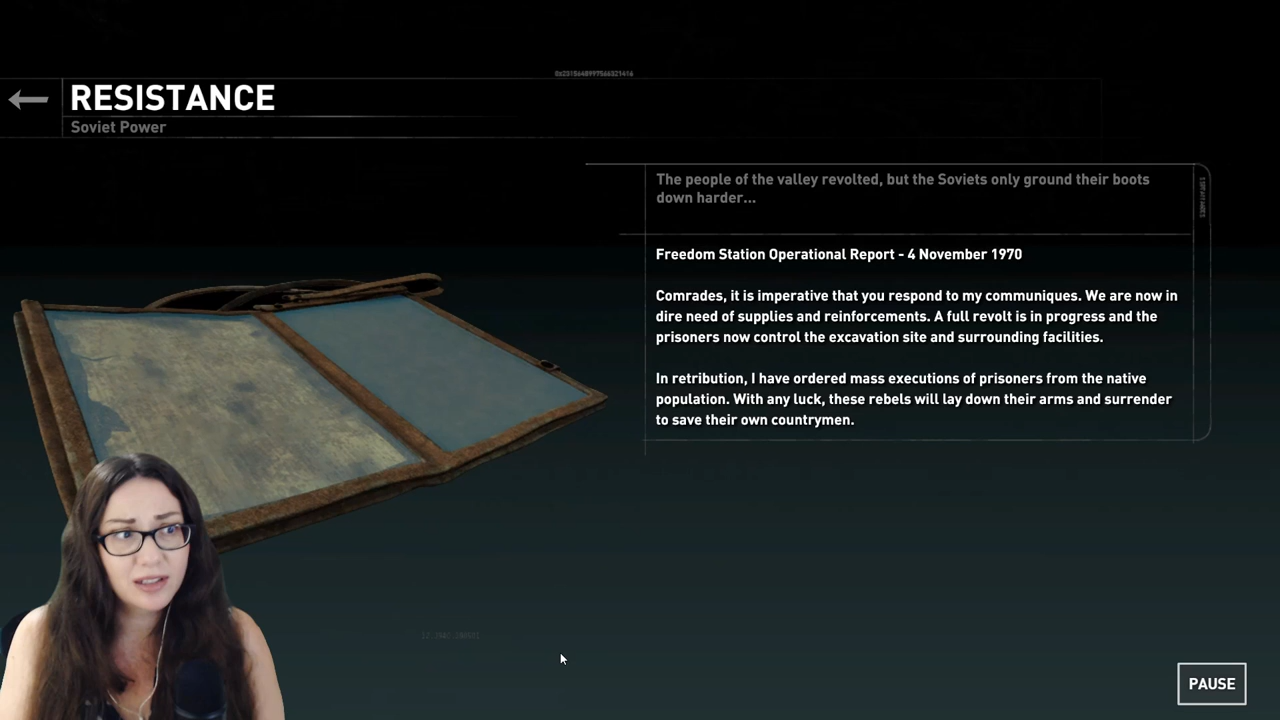 RESISTANCE
Soviet Power
The people of the valley revolted, but the Soviets only ground their boots
down harder...
Freedom Station Operational Report - 4 November 1970
Comrades, it is imperative that you respond to my communiques. We are now in
dire need of supplies and reinforcements. A full revolt is in progress and the
prisoners now control the excavation site and surrounding facilities.
In retribution, I have ordered mass executions of prisoners from the native
population. With any luck, these rebels will lay down their arms and surrender
to save their own countrymen.
PAUSE